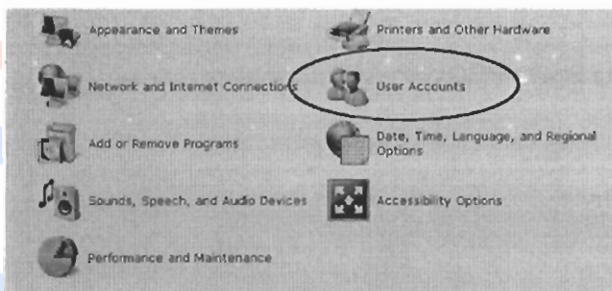 Appearance and Themes
Printers and Other Hardware
Network and Internet Connections
User Accounts
Add or Remove Programs
Date, Time, Language, and Regional
Options
Sounds, Speech, and Audio Devices
Accessibility Options
Performance and Maintenance